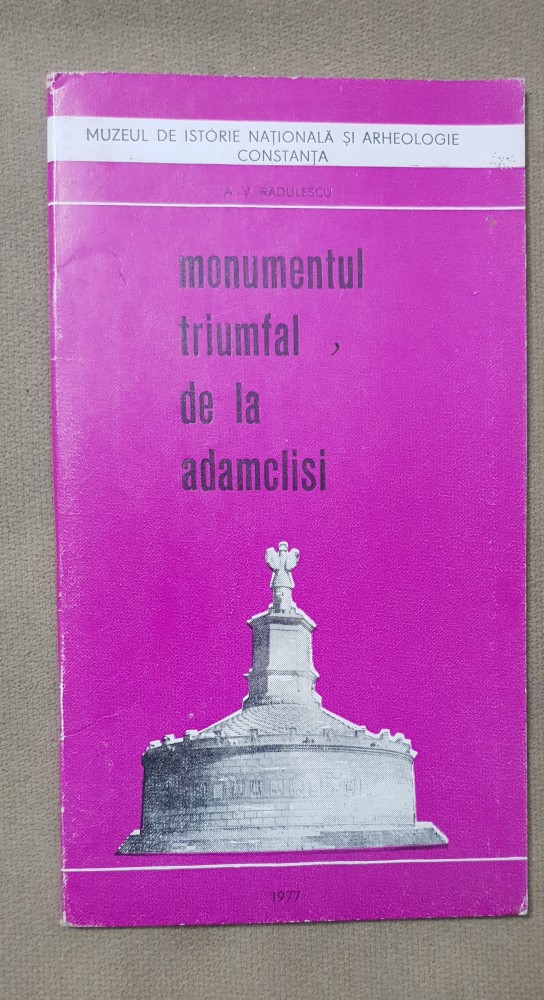 MUZEUL DE ISTORIE NAȚIONALĂ ȘI ARHEOLOGIE
CONSTANȚA
A. V. RADULESCU
monumentul
triumfal
de la
adamclisi
1977